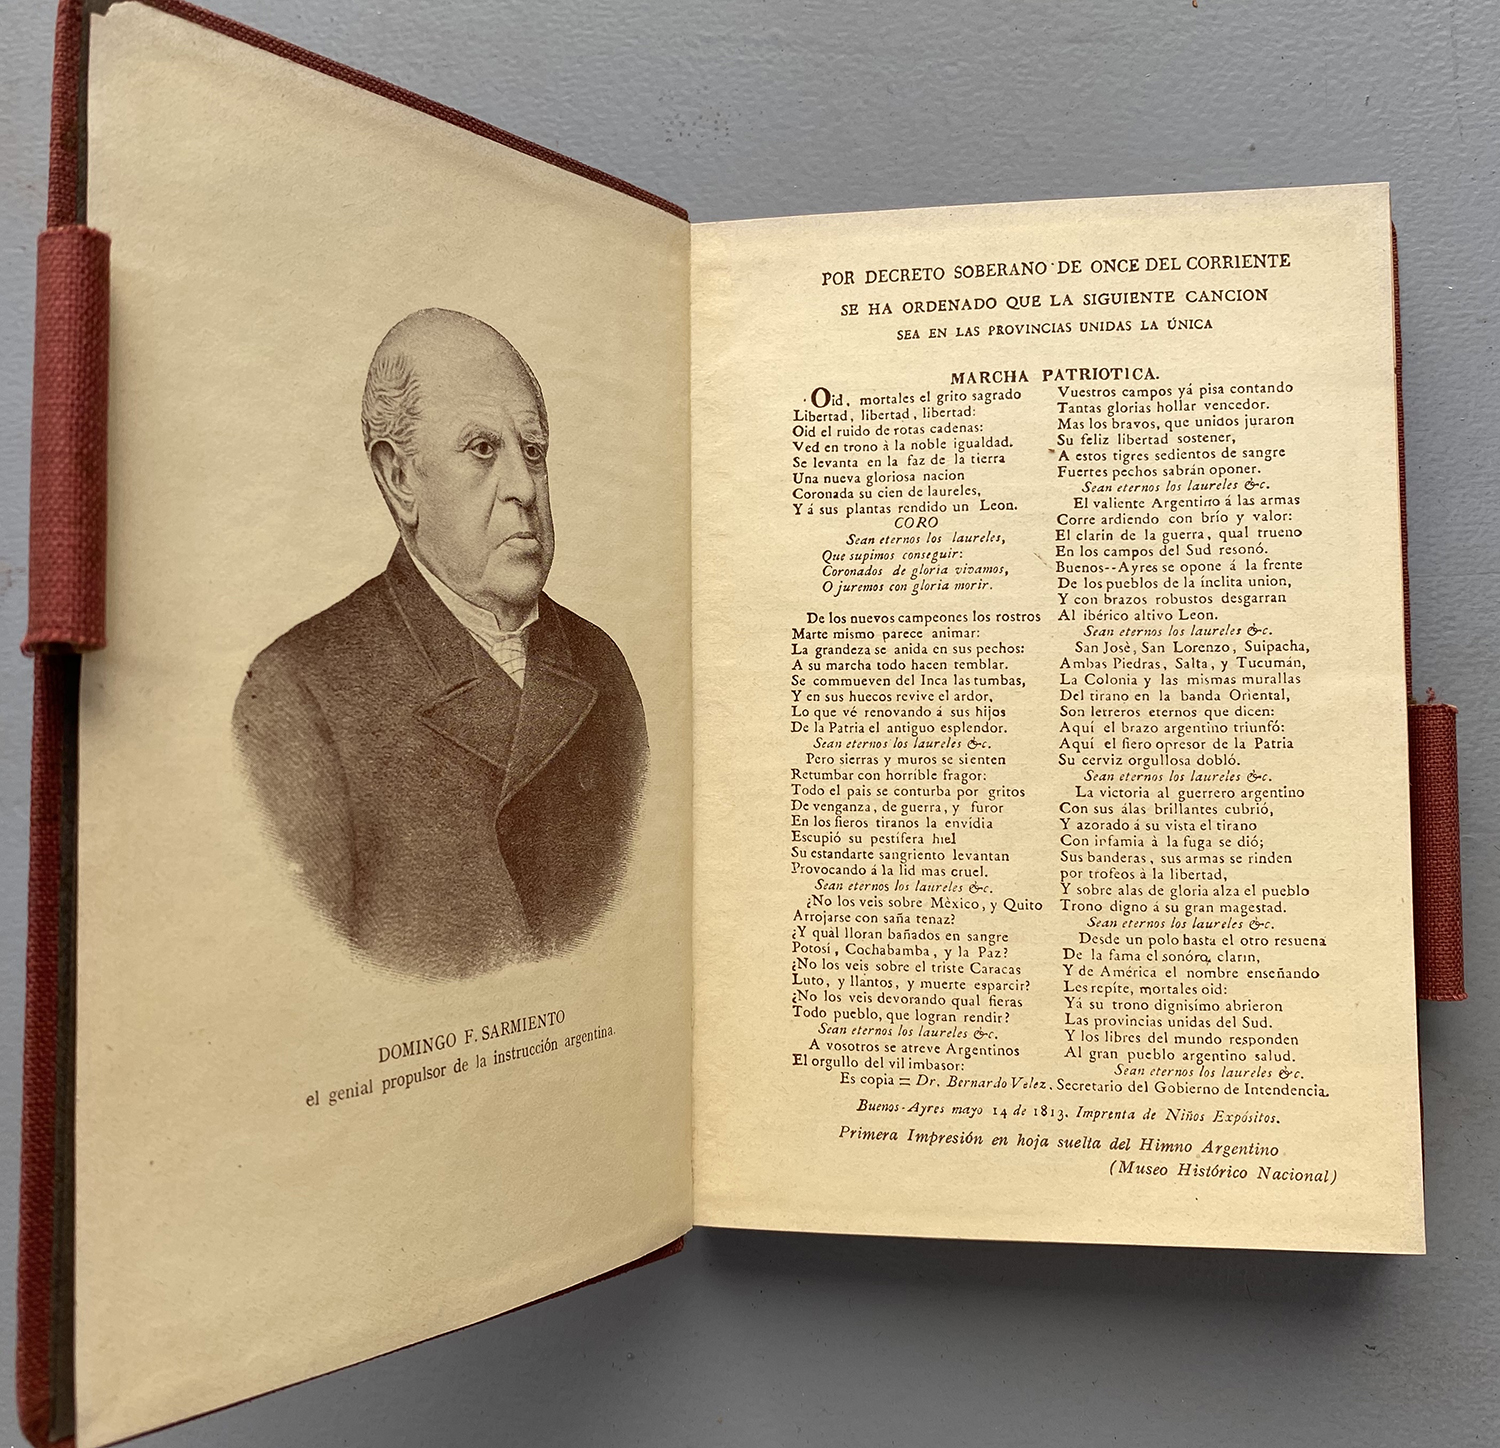 DOMINGO F. SARMIENTO
el genial propulsor de la instrucción argentina.
POR DECRETO SOBERANO DE ONCE DEL CORRIENTE
SE HA ORDENADO QUE LA SIGUIENTE CANCION
SEA EN LAS PROVINCIAS UNIDAS LA ÚNICA
MARCHA PATRIOTICA.
Oid, mortales el grito sagrado
Libertad, libertad, libertad:
Oid el ruido de rotas cadenas:
Ved en trono à la noble igualdad.
Se levanta en la faz de la tierra
Una nueva gloriosa nacion
Coronada su cien de laureles,
Y á sus plantas rendido un Leon.
CORO
Sean eternos los laureles,
Que supimos conseguir:
Coronados de gloria vivamos,
O juremos con gloria morir.
De los nuevos campeones los rostros
Marte mismo parece animar:
La grandeza se anida en sus pechos:
A su marcha todo hacen temblar.
Se commueven del Inca las tumbas,
Y en sus huecos revive el ardor,
Lo que vé renovando á sus hijos
De la Patria el antiguo esplendor.
Sean eternos los laureles &c.
Pero sierras y muros se sienten
Retumbar con horrible fragor:
Todo el pais se conturba por gritos
De venganza, de guerra, y furor
En los fieros tiranos la envidia
Escupió su pestífera hiel
Su estandarte sangriento levantan
Provocando á la lid mas cruel.
Sean eternos los laureles &c.
¿No los veis sobre Mèxico, y Quito
Arrojarse con saña tenaz?
¿Y quàl lloran bañados en sangre
Potosí, Cochabamba, y la Paz?
¿No los veis sobre el triste Caracas
Luto, y llantos, y muerte esparcir?
¿No los veis devorando qual fieras
Todo pueblo, que logran rendir?
Sean eternos los laureles &c.
A vosotros se atreve Argentinos
El orgullo del vil imbasor:
Vuestros campos yá pisa contando
Tantas glorias hollar vencedor.
Mas los bravos, que unidos juraron
Su feliz libertad sostener,
A estos tigres sedientos de sangre
Fuertes pechos sabrán oponer.
Sean eternos los laureles &c.
El valiente Argentino á las armas
Corre ardiendo con brío y valor:
El clarin de la guerra, qual trueno
En los campos del Sud resonó.
Buenos--Ayres se opone á la frente
De los pueblos de la ínclita union,
Y con brazos robustos desgarran
Al ibérico altivo Leon.
Sean eternos los laureles &c.
San Josè, San Lorenzo, Suipacha,
Ambas Piedras, Salta, y Tucumán,
La Colonia y las mismas murallas
Del tirano en la banda Oriental,
Son letreros eternos que dicen:
Aquí el brazo argentino triunfó:
Aquí el fiero opresor de la Patria
Su cerviz orgullosa dobló.
Sean eternos los laureles &c.
La victoria al guerrero argentino
Con sus álas brillantes cubrió,
Y azorado á su vista el tirano
Con infamia à la fuga se dió;
Sus banderas, sus armas se rinden
por trofeos à la libertad,
Y sobre alas de gloria alza el pueblo
Trono digno á su gran magestad.
Sean eternos los laureles &c.
Desde un polo hasta el otro resuena
De la fama el sonóro clarin,
Y de América el nombre enseñando
Les repíte, mortales oid:
Yá su trono dignisímo abrieron
Las provincias unidas del Sud.
Y los libres del mundo responden
Al gran pueblo argentino salud.
Sean eternos los laureles &c.
Es copia = Dr. Bernardo Velez, Secretario del Gobierno de Intendencia.
Buenos-Ayres mayo 14 de 1813. Imprenta de Niños Expósitos.
Primera Impresión en hoja suelta del Himno Argentino
(Museo Histórico Nacional)